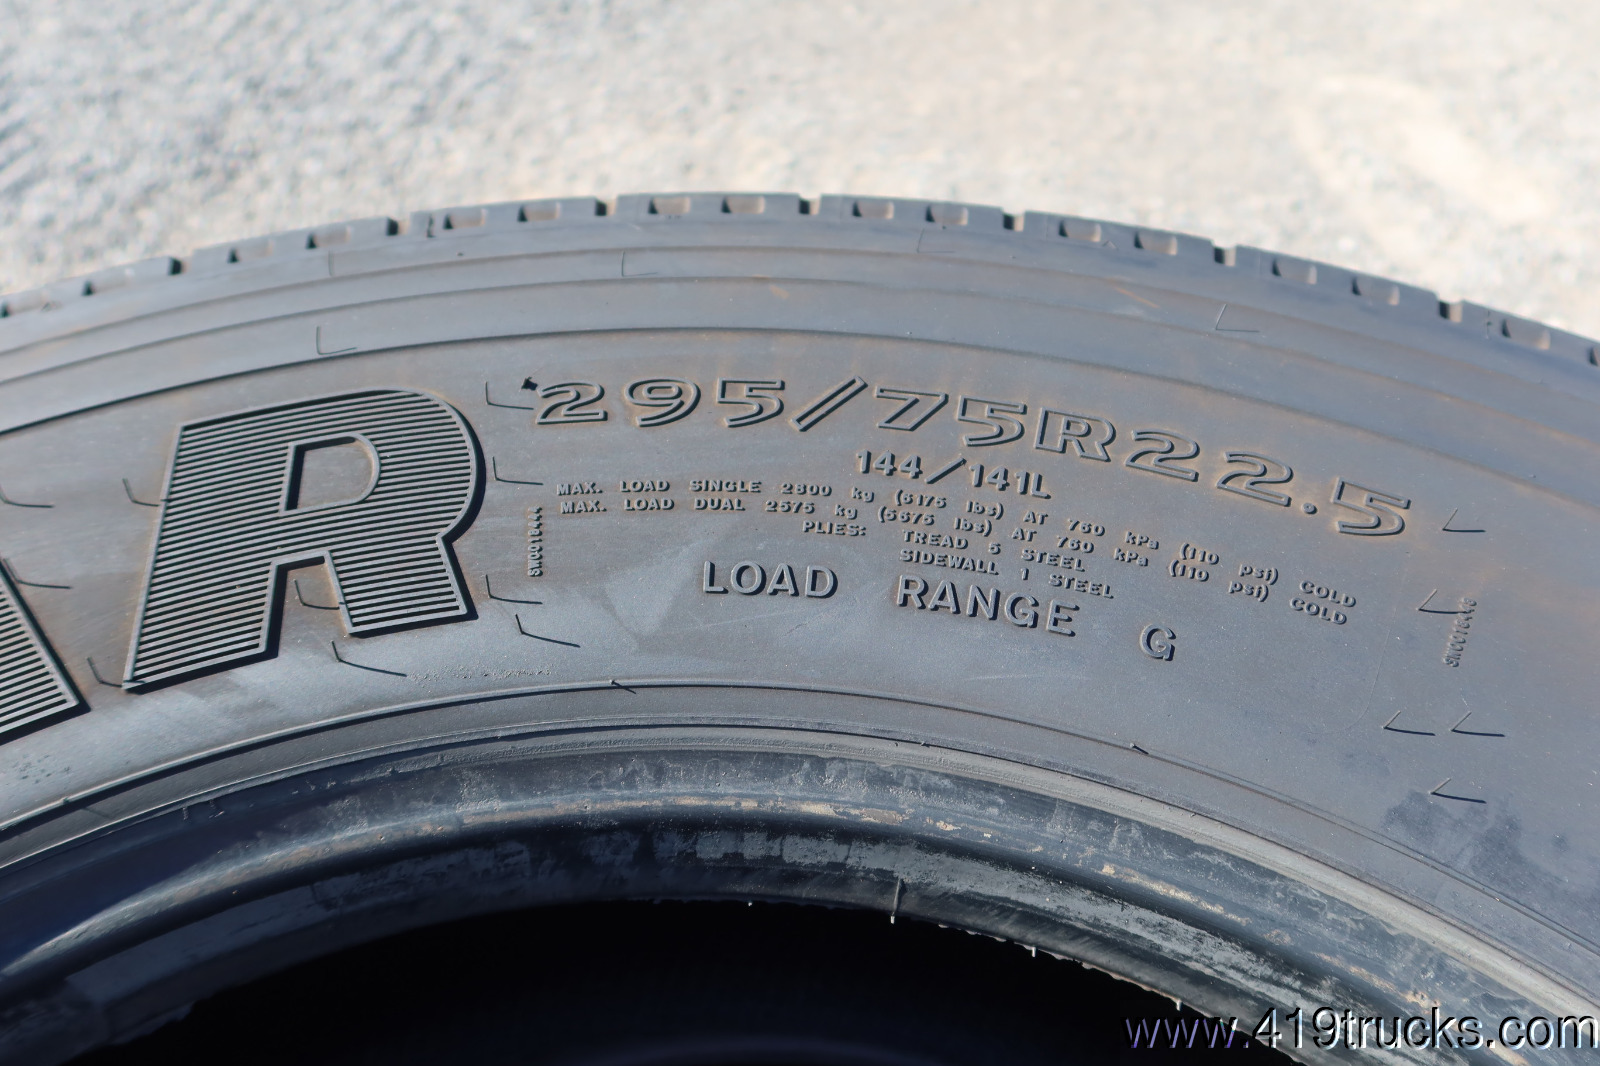 AR
295/75R22.5
144/141L
MAX. LOAD SINGLE 2800 kg (6175 lbs) AT 760 kPa (110 psi) COLD
MAX. LOAD DUAL 2575 kg (5675 lbs) AT 760 kPa (110 psi) COLD
PLIES: TREAD 5 STEEL
SIDEWALL 1 STEEL
LOAD RANGE G
www.419trucks.com